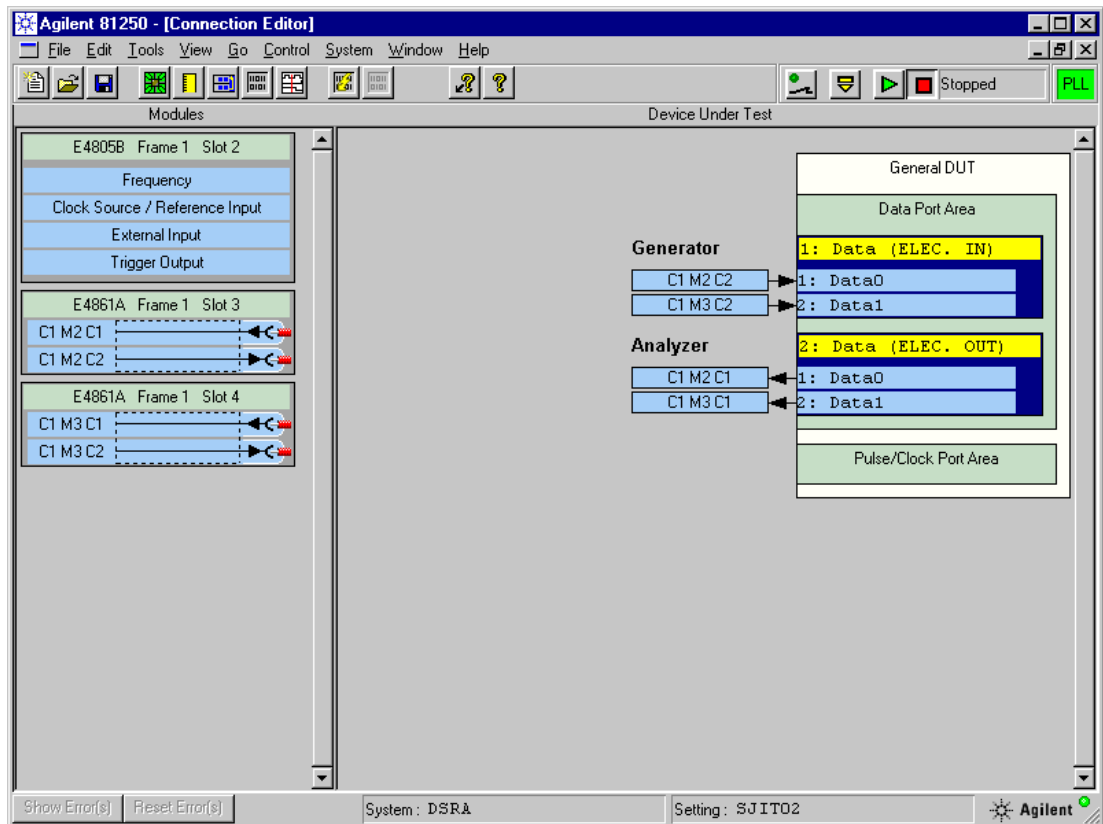 Agilent 81250 - [Connection Editor]
File Edit Tools View Go Control System Window Help
Stopped
PLL
Modules
Device Under Test
E4805B Frame 1 Slot 2
Frequency
Clock Source / Reference Input
External Input
Trigger Output
E4861A Frame 1 Slot 3
C1 M2 C1
C1 M2 C2
E4861A Frame 1 Slot 4
C1 M3 C1
C1 M3 C2
General DUT
Data Port Area
Generator
1: Data (ELEC. IN)
C1 M2 C2
1: Data0
C1 M3 C2
2: Data1
Analyzer
2: Data (ELEC. OUT)
C1 M2 C1
1: Data0
C1 M3 C1
2: Data1
Pulse/Clock Port Area
Show Error(s)
Reset Error(s)
System : DSRA
Setting : SJITO2
Agilent